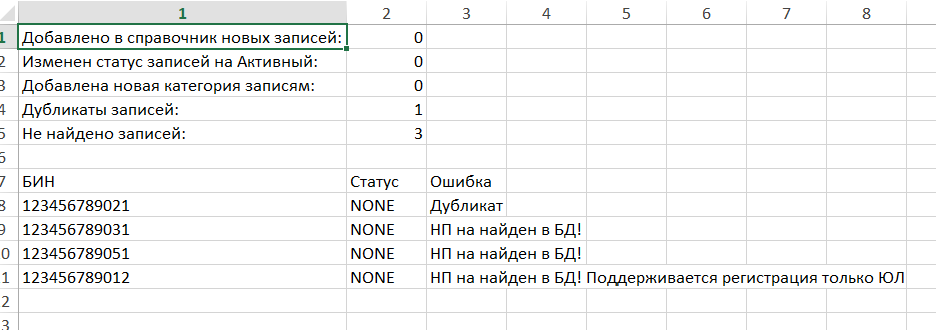 1 2 3 4 5 6 7 8
1 Добавлено в справочник новых записей: 0
2 Изменен статус записей на Активный: 0
3 Добавлена новая категория записям: 0
4 Дубликаты записей: 1
5 Не найдено записей: 3
6
7 БИН Статус Ошибка
8 123456789021 NONE Дубликат
9 123456789031 NONE НП на найден в БД!
0 123456789051 NONE НП на найден в БД!
1 123456789012 NONE НП на найден в БД! Поддерживается регистрация только ЮЛ
2
3